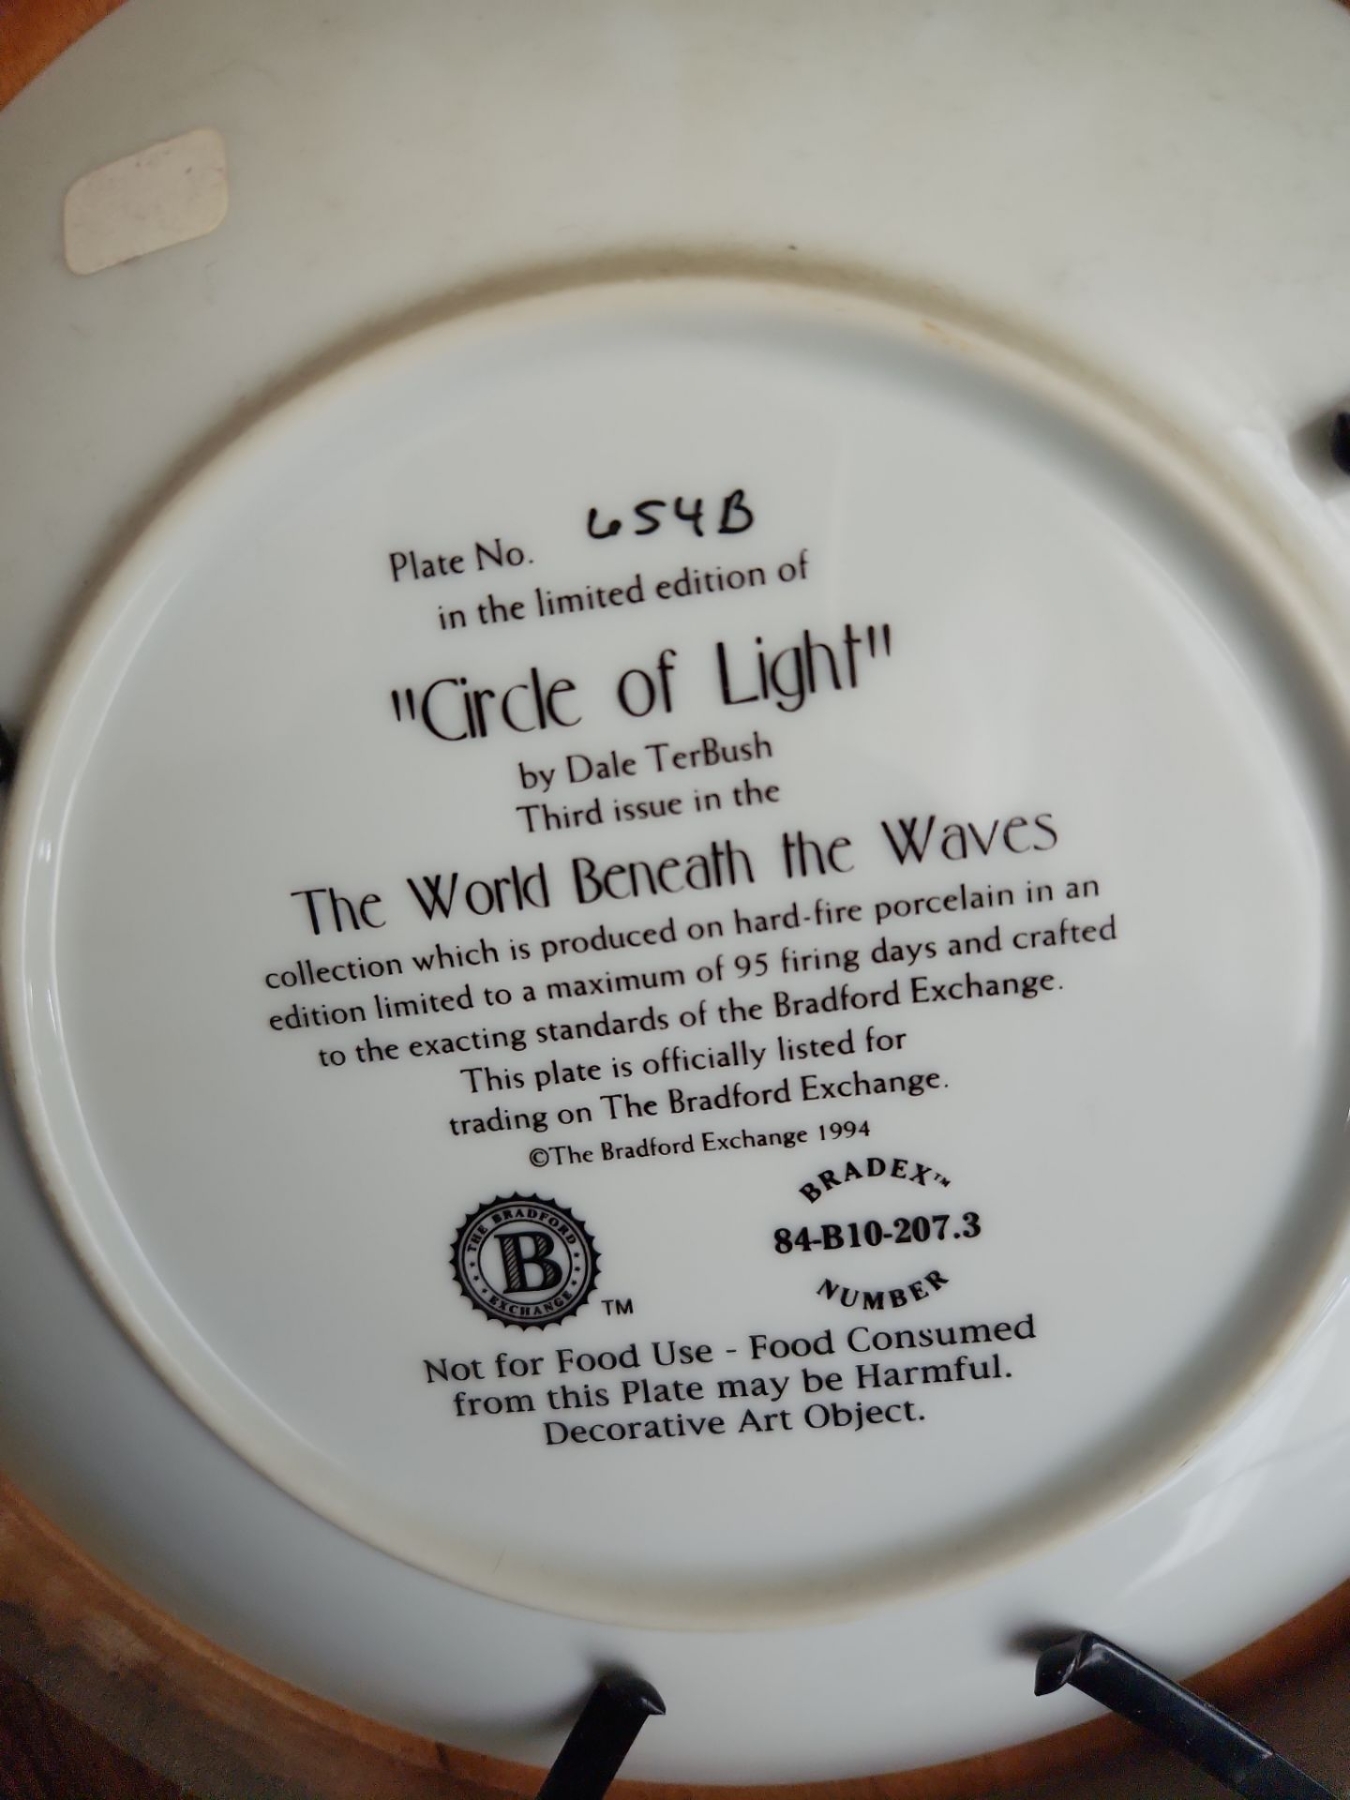 Plate No. 654B
in the limited edition of
"Circle of Light"
by Dale TerBush
Third issue in the
The World Beneath the Waves
collection which is produced on hard-fire porcelain in an
edition limited to a maximum of 95 firing days and crafted
to the exacting standards of the Bradford Exchange.
This plate is officially listed for
trading on The Bradford Exchange.
©The Bradford Exchange 1994
THE BRADFORD
B
EXCHANGE
TM
BRADEX™
84-B10-207.3
NUMBER
Not for Food Use - Food Consumed
from this Plate may be Harmful.
Decorative Art Object.